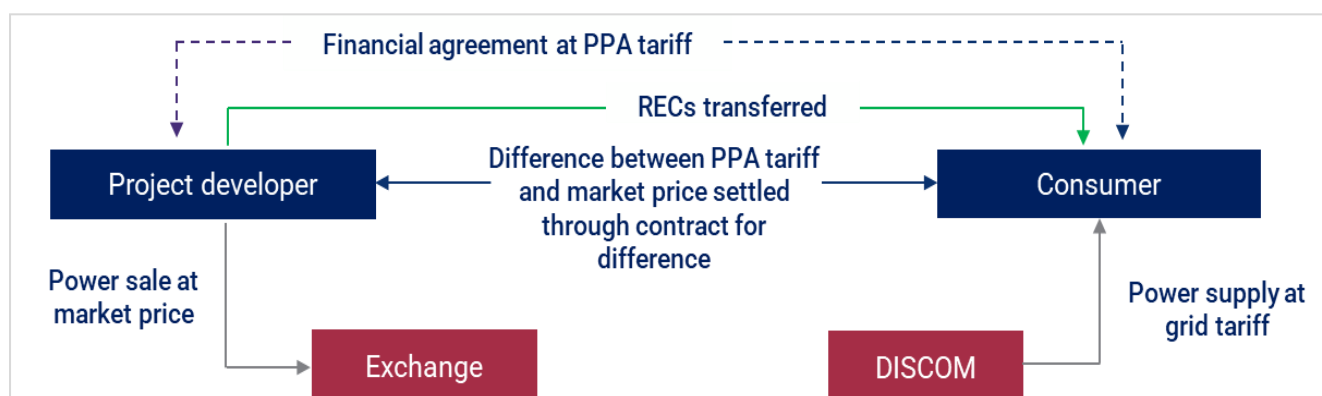 Financial agreement at PPA tariff
RECs transferred
Project developer
Difference between PPA tariff
and market price settled
through contract for
difference
Consumer
Power sale at
market price
Power supply at
grid tariff
Exchange
DISCOM